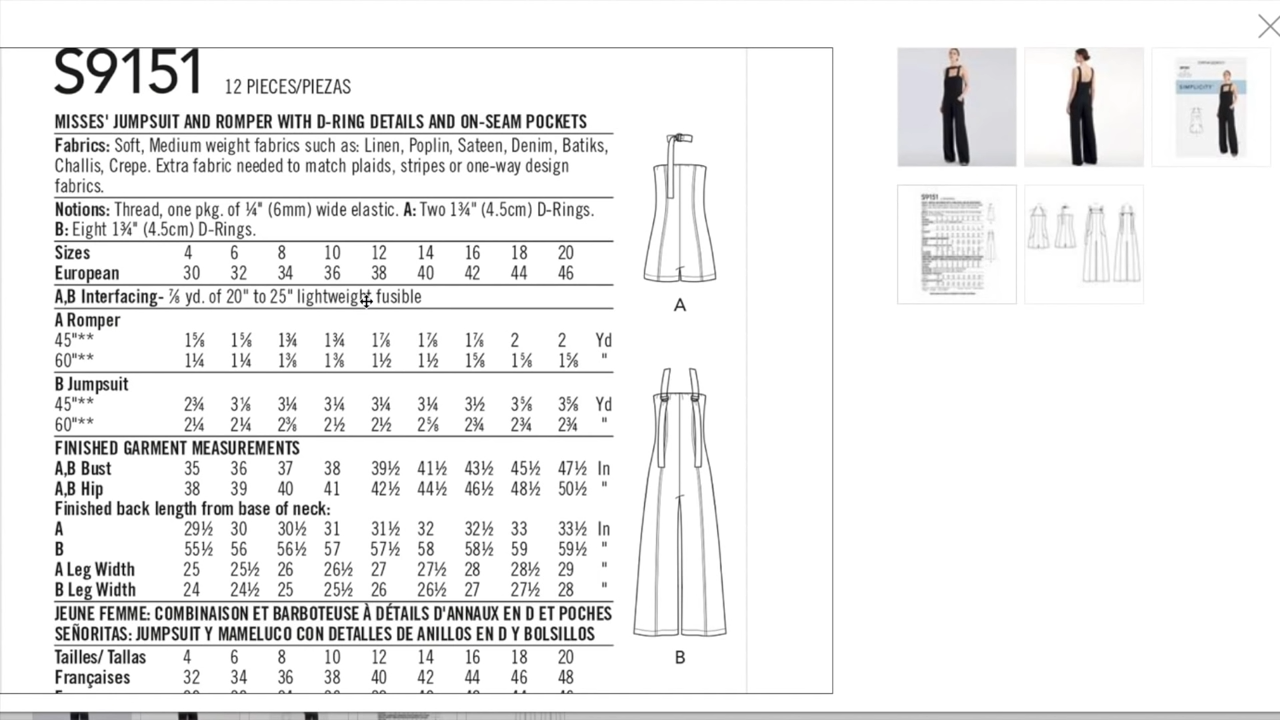 S9151 12 PIECES/PIEZAS
MISSES' JUMPSUIT AND ROMPER WITH D-RING DETAILS AND ON-SEAM POCKETS
Fabrics: Soft, Medium weight fabrics such as: Linen, Poplin, Sateen, Denim, Batiks,
Challis, Crepe. Extra fabric needed to match plaids, stripes or one-way design
fabrics.
Notions: Thread, one pkg. of ¼" (6mm) wide elastic. A: Two 1¾" (4.5cm) D-Rings.
B: Eight 1¾" (4.5cm) D-Rings.
Sizes 4 6 8 10 12 14 16 18 20
European 30 32 34 36 38 40 42 44 46
A,B Interfacing- ⅞ yd. of 20" to 25" lightweight fusible
A Romper
45"** 1⅝ 1⅝ 1¾ 1¾ 1⅞ 1⅞ 1⅞ 2 2 Yd
60"** 1¼ 1¼ 1⅜ 1⅜ 1½ 1½ 1⅝ 1⅝ 1⅝ "
B Jumpsuit
45"** 2¾ 3⅛ 3¼ 3¼ 3¼ 3¼ 3½ 3⅝ 3⅝ Yd
60"** 2¼ 2¼ 2⅜ 2½ 2½ 2⅝ 2¾ 2¾ 2¾ "
FINISHED GARMENT MEASUREMENTS
A,B Bust 35 36 37 38 39½ 41½ 43½ 45½ 47½ In
A,B Hip 38 39 40 41 42½ 44½ 46½ 48½ 50½ "
Finished back length from base of neck:
A 29½ 30 30½ 31 31½ 32 32½ 33 33½ In
B 55½ 56 56½ 57 57½ 58 58½ 59 59½ "
A Leg Width 25 25½ 26 26½ 27 27½ 28 28½ 29 "
B Leg Width 24 24½ 25 25½ 26 26½ 27 27½ 28 "
JEUNE FEMME: COMBINAISON ET BARBOTEUSE À DÉTAILS D'ANNAUX EN D ET POCHES
SEÑORITAS: JUMPSUIT Y MAMELUCO CON DETALLES DE ANILLOS EN D Y BOLSILLOS
Tailles/ Tallas 4 6 8 10 12 14 16 18 20
Françaises 32 34 36 38 40 42 44 46 48
A
B
SIMPLICITY
S9151